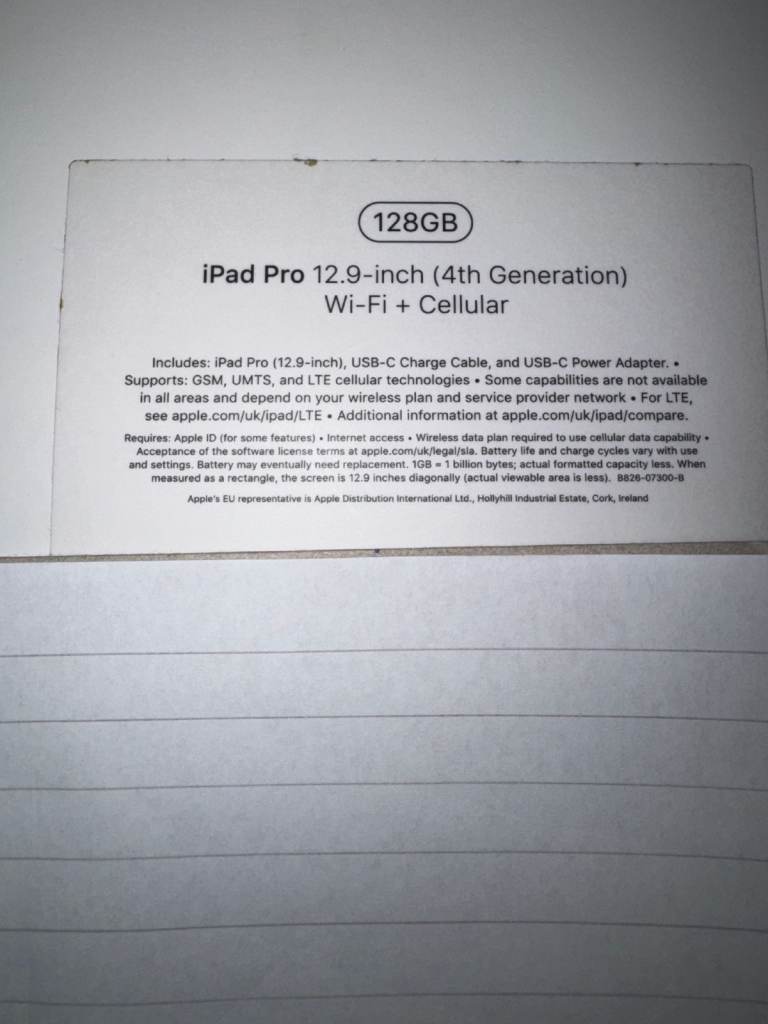 128GB
iPad Pro 12.9-inch (4th Generation)
Wi-Fi + Cellular
Includes: iPad Pro (12.9-inch), USB-C Charge Cable, and USB-C Power Adapter. •
Supports: GSM, UMTS, and LTE cellular technologies • Some capabilities are not available
in all areas and depend on your wireless plan and service provider network • For LTE,
see apple.com/uk/ipad/LTE • Additional information at apple.com/uk/ipad/compare.
Requires: Apple ID (for some features) • Internet access • Wireless data plan required to use cellular data capability •
Acceptance of the software license terms at apple.com/uk/legal/sla. Battery life and charge cycles vary with use
and settings. Battery may eventually need replacement. 1GB = 1 billion bytes; actual formatted capacity less. When
measured as a rectangle, the screen is 12.9 inches diagonally (actual viewable area is less). B826-07300-B
Apple's EU representative is Apple Distribution International Ltd., Hollyhill Industrial Estate, Cork, Ireland